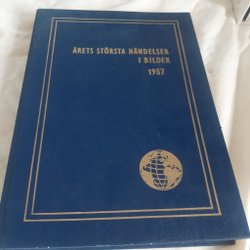 ÅRETS STÖRSTA HÄNDELSER
I BILDER
1957